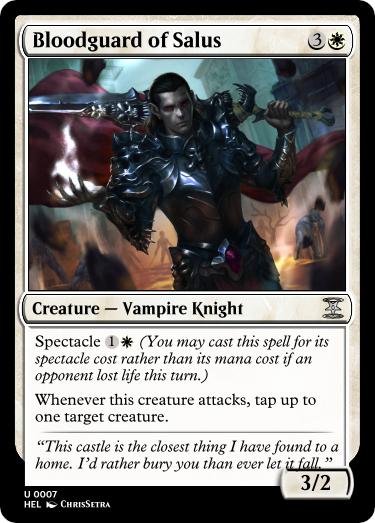 Bloodguard of Salus 3
Creature — Vampire Knight
Spectacle 1 (You may cast this spell for its
spectacle cost rather than its mana cost if an
opponent lost life this turn.)
Whenever this creature attacks, tap up to
one target creature.
“This castle is the closest thing I have found to a
home. I’d rather bury you than ever let it fall.”
3/2
U 0007
HEL ChrisSetra